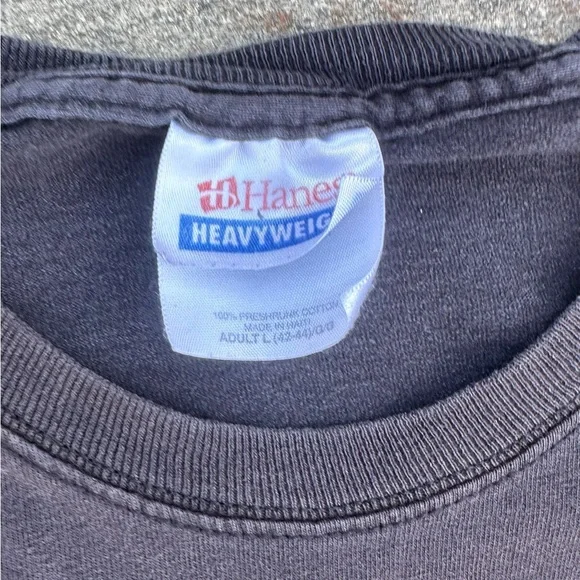 Hanes
HEAVYWEIG
100% PRESHRUNK COTTON
MADE IN HAITI
ADULT L (42-44)/G/G